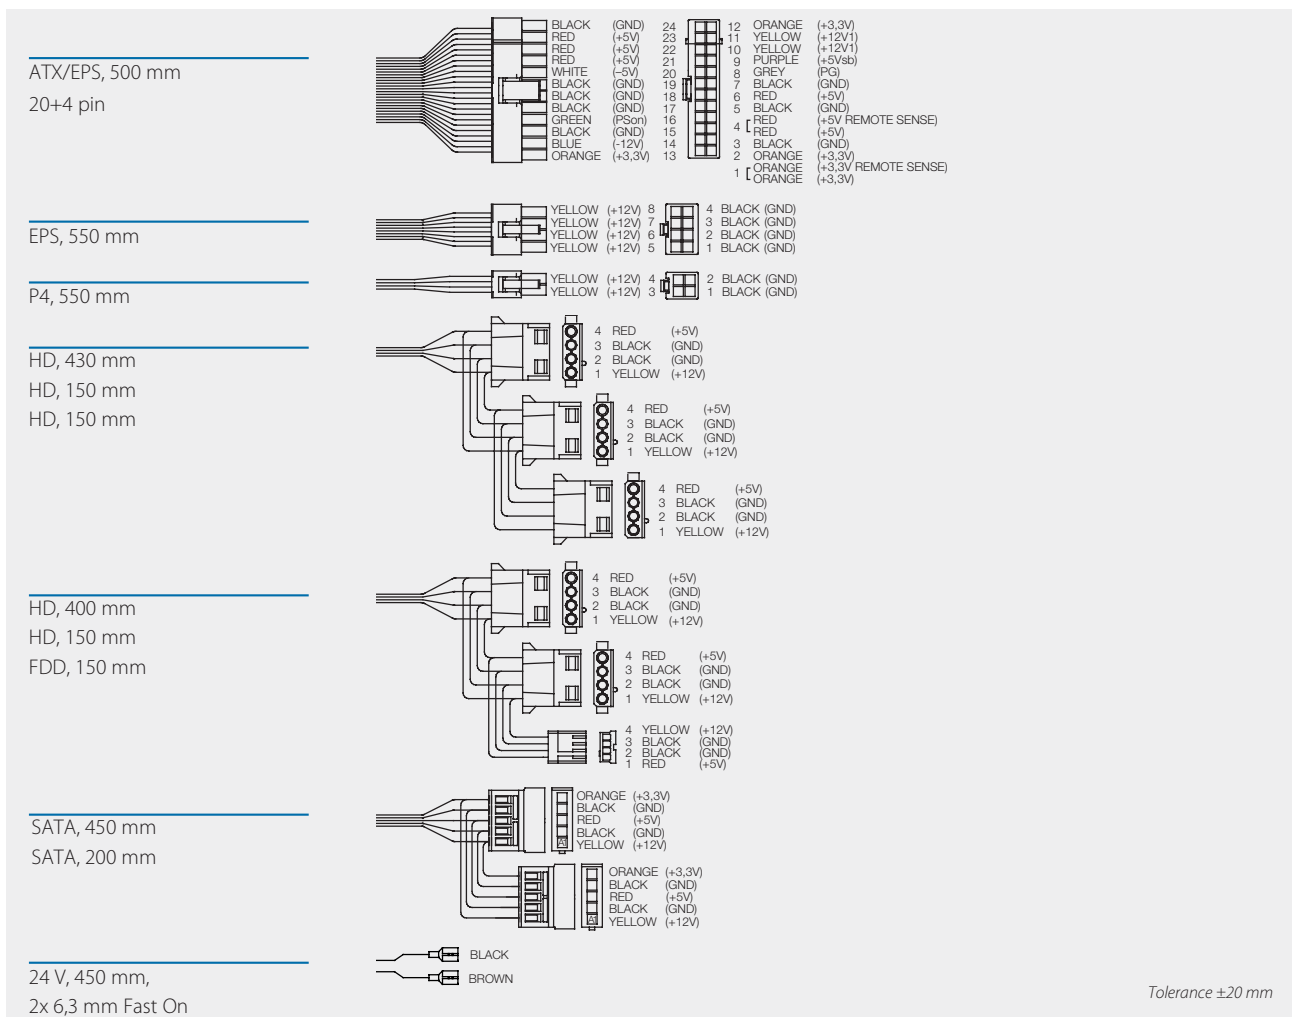 ATX/EPS, 500 mm
20+4 pin
BLACK (GND) 24
RED (+5V) 23
RED (+5V) 22
RED (+5V) 21
WHITE (–5V) 20
BLACK (GND) 19
BLACK (GND) 18
BLACK (GND) 17
GREEN (PSon) 16
BLACK (GND) 15
BLUE (-12V) 14
ORANGE (+3,3V) 13
12 ORANGE (+3,3V)
11 YELLOW (+12V1)
10 YELLOW (+12V1)
9 PURPLE (+5Vsb)
8 GREY (PG)
7 BLACK (GND)
6 RED (+5V)
5 BLACK (GND)
4 [ RED (+5V REMOTE SENSE)
RED (+5V)
3 BLACK (GND)
2 ORANGE (+3,3V)
1 [ ORANGE (+3,3V REMOTE SENSE)
ORANGE (+3,3V)
EPS, 550 mm
YELLOW (+12V) 8 4 BLACK (GND)
YELLOW (+12V) 7 3 BLACK (GND)
YELLOW (+12V) 6 2 BLACK (GND)
YELLOW (+12V) 5 1 BLACK (GND)
P4, 550 mm
YELLOW (+12V) 4 2 BLACK (GND)
YELLOW (+12V) 3 1 BLACK (GND)
HD, 430 mm
HD, 150 mm
HD, 150 mm
4 RED (+5V)
3 BLACK (GND)
2 BLACK (GND)
1 YELLOW (+12V)
4 RED (+5V)
3 BLACK (GND)
2 BLACK (GND)
1 YELLOW (+12V)
4 RED (+5V)
3 BLACK (GND)
2 BLACK (GND)
1 YELLOW (+12V)
HD, 400 mm
HD, 150 mm
FDD, 150 mm
4 RED (+5V)
3 BLACK (GND)
2 BLACK (GND)
1 YELLOW (+12V)
4 RED (+5V)
3 BLACK (GND)
2 BLACK (GND)
1 YELLOW (+12V)
4 YELLOW (+12V)
3 BLACK (GND)
2 BLACK (GND)
1 RED (+5V)
SATA, 450 mm
SATA, 200 mm
ORANGE (+3,3V)
BLACK (GND)
RED (+5V)
BLACK (GND)
A1 YELLOW (+12V)
ORANGE (+3,3V)
BLACK (GND)
RED (+5V)
BLACK (GND)
A1 YELLOW (+12V)
24 V, 450 mm,
2x 6,3 mm Fast On
BLACK
BROWN
Tolerance ±20 mm